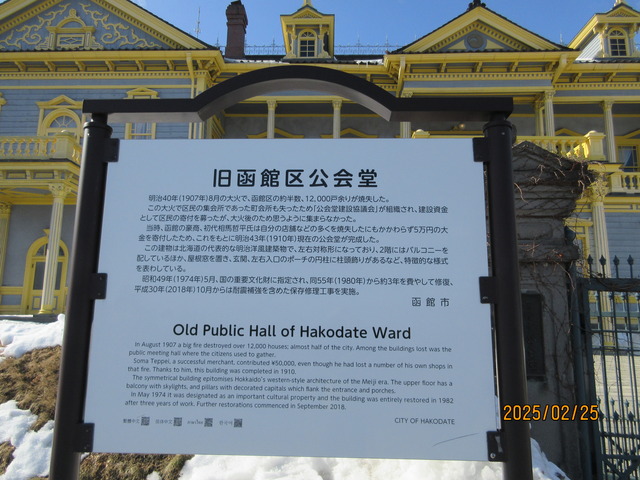 旧函館区公会堂
明治40年(1907年)8月の大火で、函館区の約半数、12,000戸余りが焼失した。
この大火で区民の集会所であった町会所も失ったため「公会堂建設協議会」が組織され、建設資金
として区民の寄付を募ったが、大火後のため思うように集まらなかった。
当時、函館の豪商、初代相馬哲平氏は自分の店舗などの多くを焼失したにもかかわらず5万円の大
金を寄付したため、これをもとに明治43年(1910年)現在の公会堂が完成した。
この建物は北海道の代表的な明治洋風建築物で、左右対称形になっており、2階にはバルコニーを
配しているほか、屋根窓を置き、玄関、左右入口のポーチの円柱に柱頭飾りがあるなど、特徴的な様式
を表わしている。
昭和49年(1974年)5月、国の重要文化財に指定され、同55年(1980年)から約3年を費やして修復、
平成30年(2018年)10月からは耐震補強を含めた保存修理工事を実施。
函館市
Old Public Hall of Hakodate Ward
In August 1907 a big fire destroyed over 12,000 houses; almost half of the city. Among the buildings lost was the
public meeting hall where the citizens used to gather.
Soma Teppei, a successful merchant, contributed ¥50,000, even though he had lost a number of his own shops in
that fire. Thanks to him, this building was completed in 1910.
The symmetrical building epitomises Hokkaido's western-style architecture of the Meiji era. The upper floor has a
balcony with skylights, and pillars with decorated capitals which flank the entrance and porches.
In May 1974 it was designated as an important cultural property and the building was entirely restored in 1982
after three years of work. Further restorations commenced in September 2018.
CITY OF HAKODATE
2025/02/25